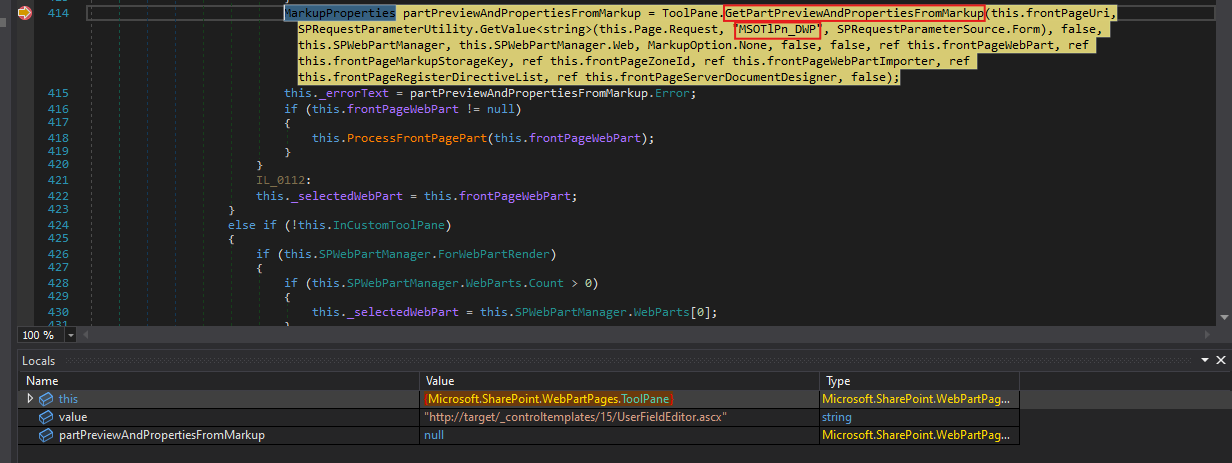 }
414 MarkupProperties partPreviewAndPropertiesFromMarkup = ToolPane.GetPartPreviewAndPropertiesFromMarkup(this.frontPageUri,
SPRequestParameterUtility.GetValue<string>(this.Page.Request, "MSOTlPn_DWP", SPRequestParameterSource.Form), false,
this.SPWebPartManager, this.SPWebPartManager.Web, MarkupOption.None, false, false, ref this.frontPageWebPart, ref
this.frontPageMarkupStorageKey, ref this.frontPageZoneId, ref this.frontPageWebPartImporter, ref
this.frontPageRegisterDirectiveList, ref this.frontPageServerDocumentDesigner, false);
415 this._errorText = partPreviewAndPropertiesFromMarkup.Error;
416 if (this.frontPageWebPart != null)
417 {
418 this.ProcessFrontPagePart(this.frontPageWebPart);
419 }
420 }
421 IL_0112:
422 this._selectedWebPart = this.frontPageWebPart;
423 }
424 else if (!this.InCustomToolPane)
425 {
426 if (this.SPWebPartManager.ForWebPartRender)
427 {
428 if (this.SPWebPartManager.WebParts.Count > 0)
429 {
430 this._selectedWebPart = this.SPWebPartManager.WebParts[0];
431 }
100 %
Locals
Name Value Type
this {Microsoft.SharePoint.WebPartPages.ToolPane} Microsoft.SharePoint.WebPartPag...
value "http://target/_controltemplates/15/UserFieldEditor.ascx" string
partPreviewAndPropertiesFromMarkup null Microsoft.SharePoint.WebPartPag...